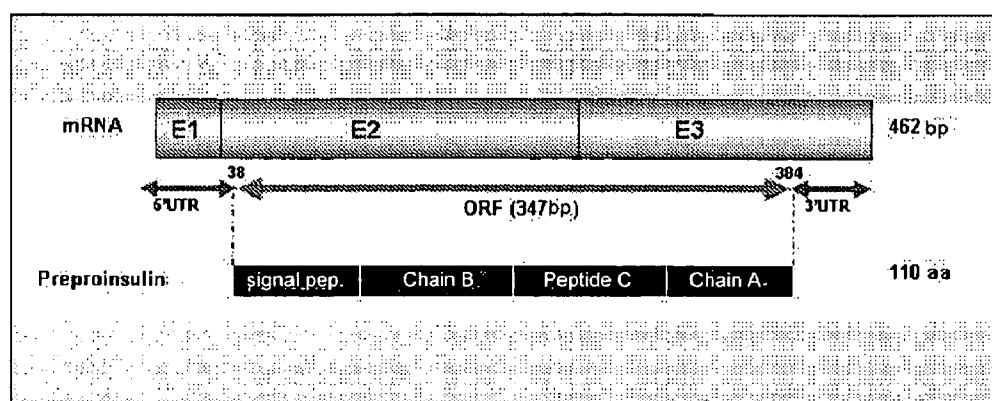 mRNA E1 E2 E3 462 bp
38 384
5'UTR ORF (347bp) 3'UTR
Preproinsulin: signal pep. Chain B Peptide C Chain A 110 aa